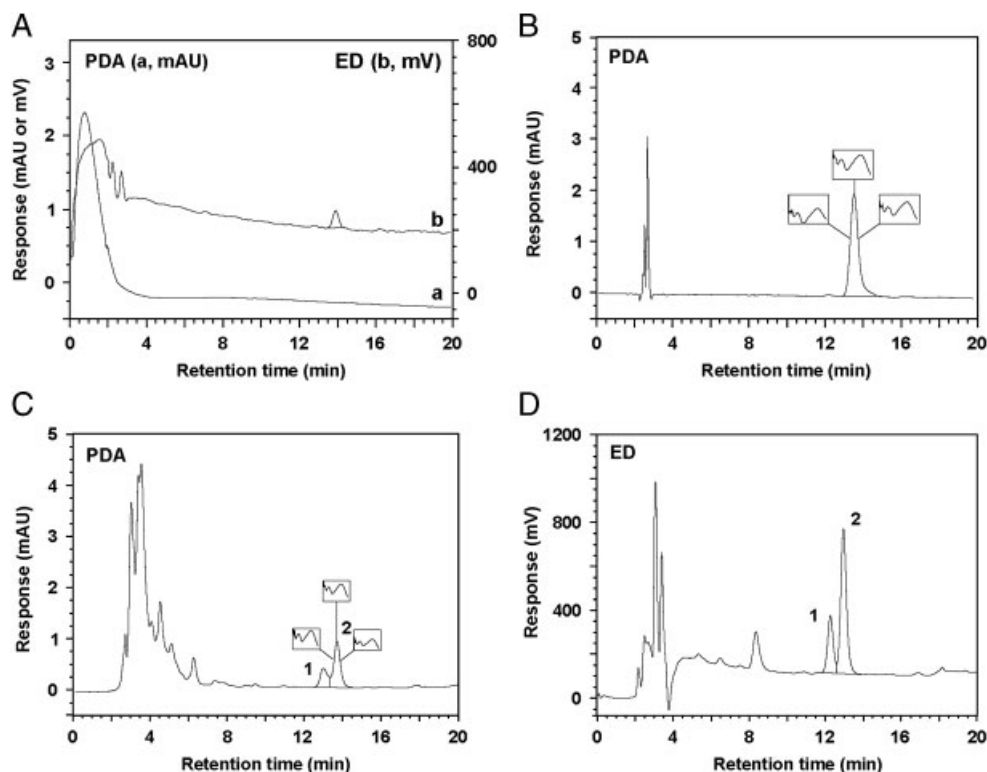 A
PDA (a, mAU)
ED (b, mV)
Response (mAU or mV)
3
2
1
0
800
400
0
b
a
0
4
8
12
16
20
Retention time (min)
B
PDA
Response (mAU)
5
4
3
2
1
0
0
4
8
12
16
20
Retention time (min)
C
PDA
Response (mAU)
5
4
3
2
1
0
1
2
0
4
8
12
16
20
Retention time (min)
D
ED
Response (mV)
1200
800
400
0
1
2
0
4
8
12
16
20
Retention time (min)